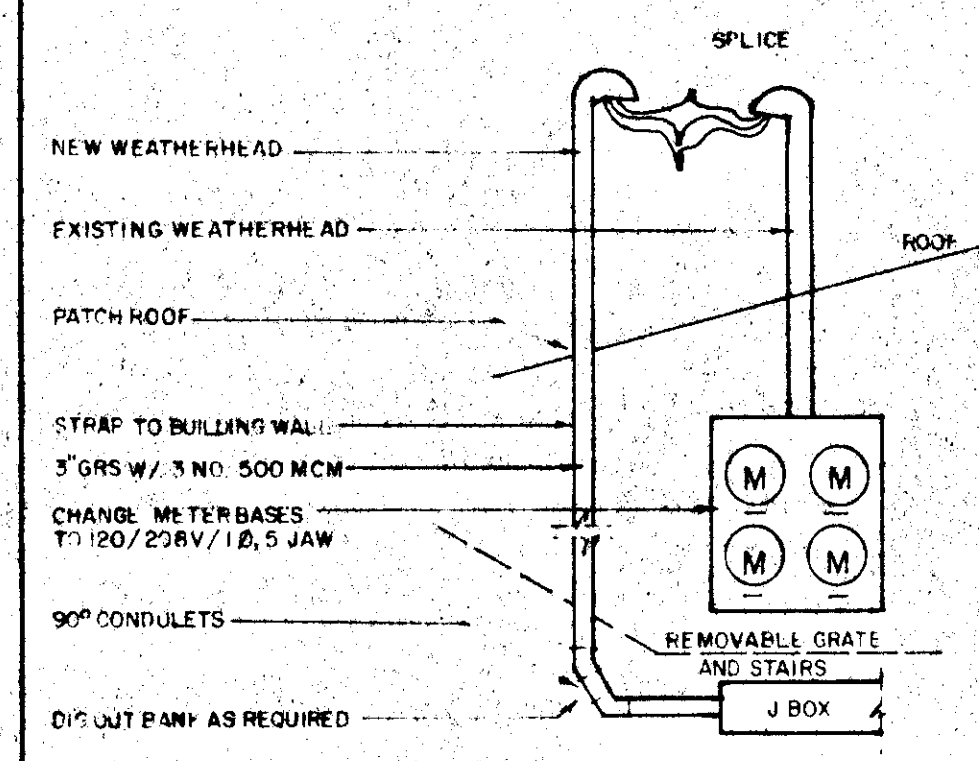 SPLICE
NEW WEATHERHEAD
EXISTING WEATHERHEAD
ROOF
PATCH ROOF
STRAP TO BUILDING WALL
3" GRS W/ 3 NO. 500 MCM
CHANGE METER BASES
TO 120/208V/1Ø, 5 JAW
M M
M M
90° CONDULETS
REMOVABLE GRATE
AND STAIRS
DIG OUT BANK AS REQUIRED
J BOX